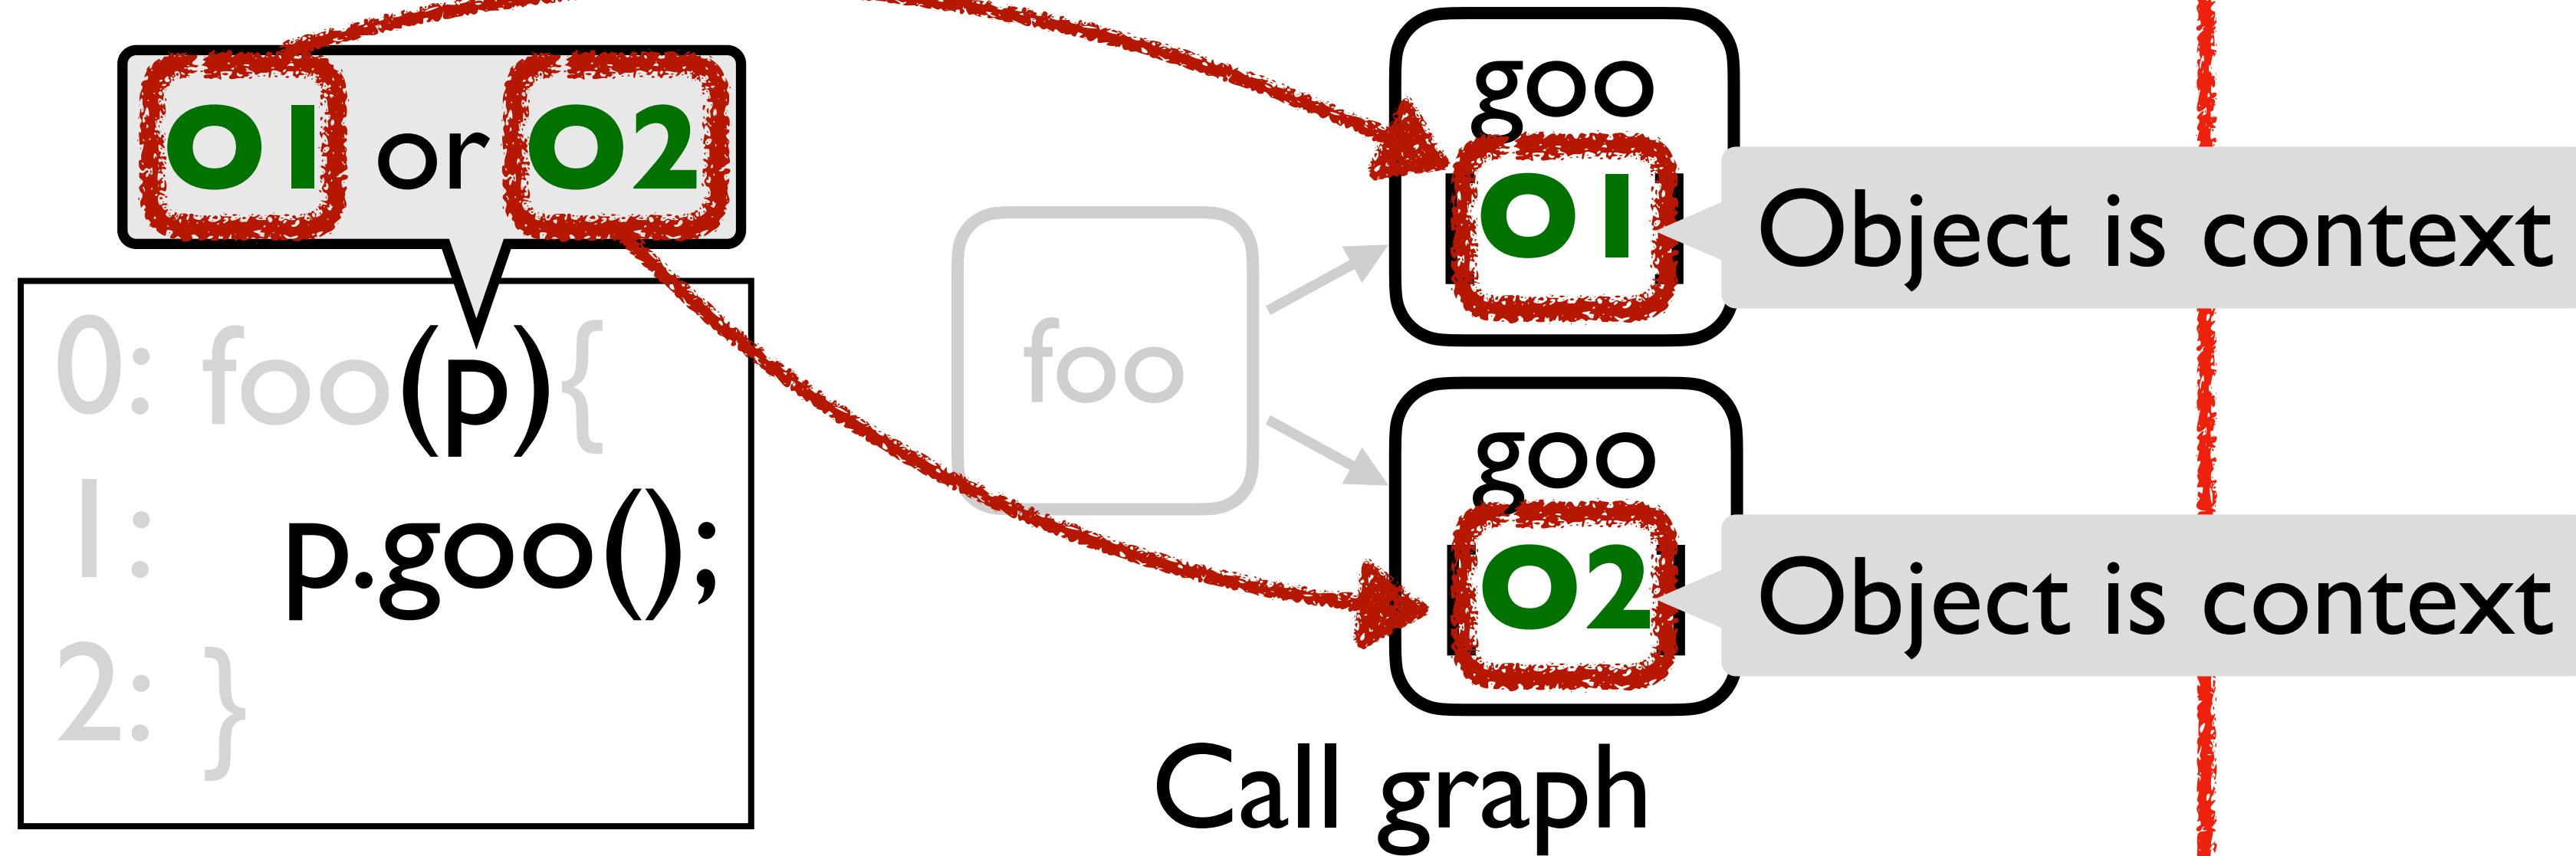 O1 or O2
0: foo(p){
1: p.goo();
2: }
foo
goo
[O1]
Object is context
goo
[O2]
Object is context
Call graph